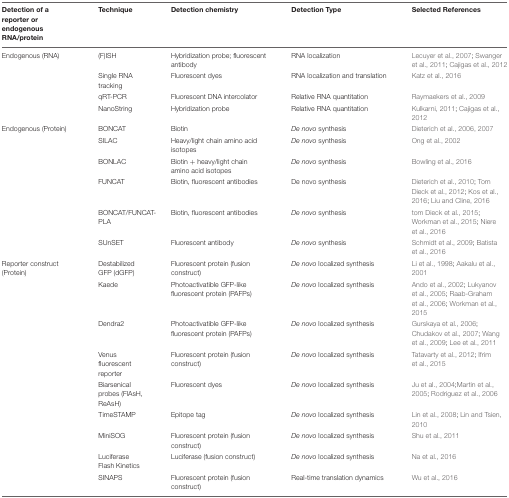 Detection of a reporter or endogenous RNA/protein | Technique | Detection chemistry | Detection Type | Selected References
Endogenous (RNA) | (F)ISH | Hybridization probe; fluorescent antibody | RNA localization | Lecuyer et al., 2007; Swanger et al., 2011; Cajigas et al., 2012
Single RNA tracking | Fluorescent dyes | RNA localization and translation | Katz et al., 2016
qRT-PCR | Fluorescent DNA intercolator | Relative RNA quantitation | Raymaekers et al., 2009
NanoString | Hybridization probe | Relative RNA quantitation | Kulkarni, 2011; Cajigas et al., 2012
Endogenous (Protein) | BONCAT | Biotin | De novo synthesis | Dieterich et al., 2006, 2007
SILAC | Heavy/light chain amino acid isotopes | De novo synthesis | Ong et al., 2002
BONLAC | Biotin + heavy/light chain amino acid isotopes | De novo synthesis | Bowling et al., 2016
FUNCAT | Biotin, fluorescent antibodies | De novo synthesis | Dieterich et al., 2010; Tom Dieck et al., 2012; Kos et al., 2016; Liu and Cline, 2016
BONCAT/FUNCAT-PLA | Biotin, fluorescent antibodies | De novo synthesis | tom Dieck et al., 2015; Workman et al., 2015; Niere et al., 2016
SUnSET | Fluorescent antibody | De novo synthesis | Schmidt et al., 2009; Batista et al., 2016
Reporter construct (Protein) | Destabilized GFP (dGFP) | Fluorescent protein (fusion construct) | De novo localized synthesis | Li et al., 1998; Aakalu et al., 2001
Kaede | Photoactivatible GFP-like fluorescent protein (PAFPs) | De novo localized synthesis | Ando et al., 2002; Lukyanov et al., 2005; Raab-Graham et al., 2006; Workman et al., 2015
Dendra2 | Photoactivatible GFP-like fluorescent protein (PAFPs) | De novo localized synthesis | Gurskaya et al., 2006; Chudakov et al., 2007; Wang et al., 2009; Lee et al., 2011
Venus fluorescent reporter | Fluorescent protein (fusion construct) | De novo localized synthesis | Tatavarty et al., 2012; Ifrim et al., 2015
Biarsenical probes (FlAsH, ReAsH) | Fluorescent dyes | De novo localized synthesis | Ju et al., 2004;Martin et al., 2005; Rodriguez et al., 2006
TimeSTAMP | Epitope tag | De novo localized synthesis | Lin et al., 2008; Lin and Tsien, 2010
MiniSOG | Fluorescent protein (fusion construct) | De novo localized synthesis | Shu et al., 2011
Luciferase Flash Kinetics | Luciferase (fusion construct) | De novo localized synthesis | Na et al., 2016
SINAPS | Fluorescent protein (fusion construct) | Real-time translation dynamics | Wu et al., 2016